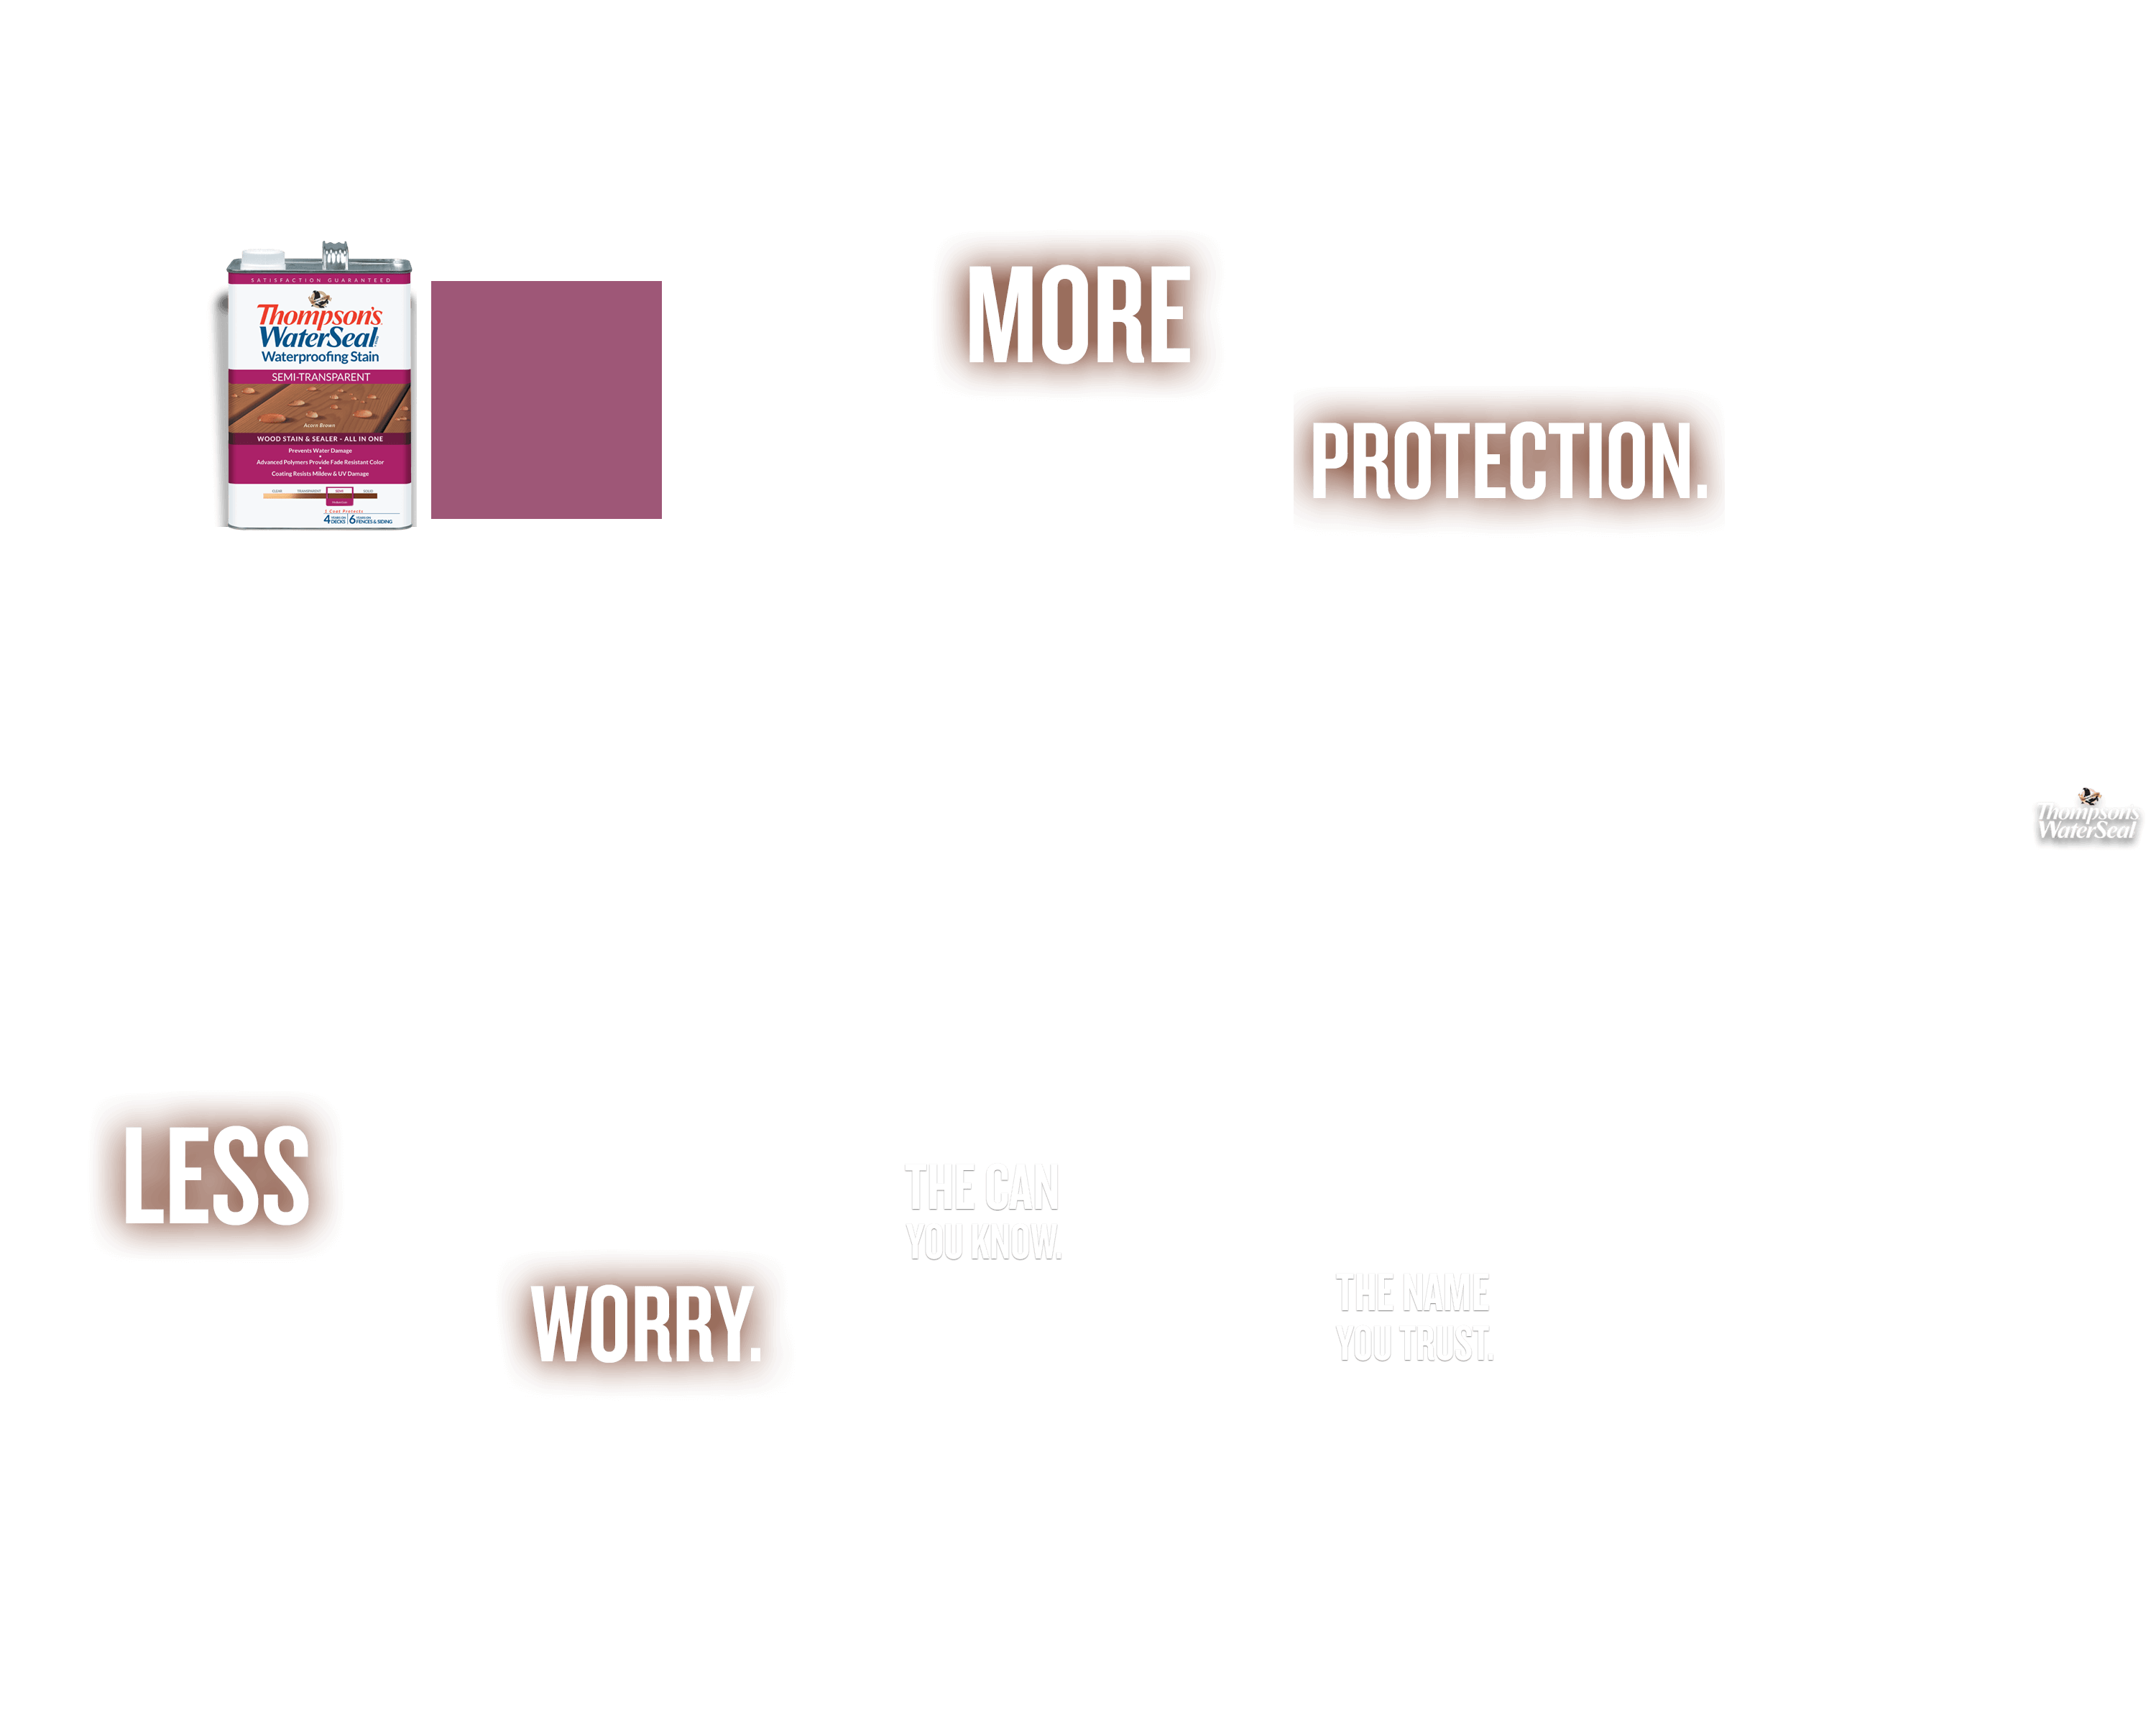 SATISFACTION GUARANTEED
Thompson's
WaterSeal
Waterproofing Stain
SEMI-TRANSPARENT
Acorn Brown
WOOD STAIN & SEALER - ALL IN ONE
Prevents Water Damage
Advanced Polymers Provide Fade Resistant Color
Coating Resists Mildew & UV Damage
CLEAR TRANSPARENT SEMI SOLID
1 Coat Protects
4 YEARS ON DECKS 6 YEARS ON FENCES & SIDING
MORE
PROTECTION.
Thompson's
WaterSeal
LESS
WORRY.
THE CAN
YOU KNOW.
THE NAME
YOU TRUST.